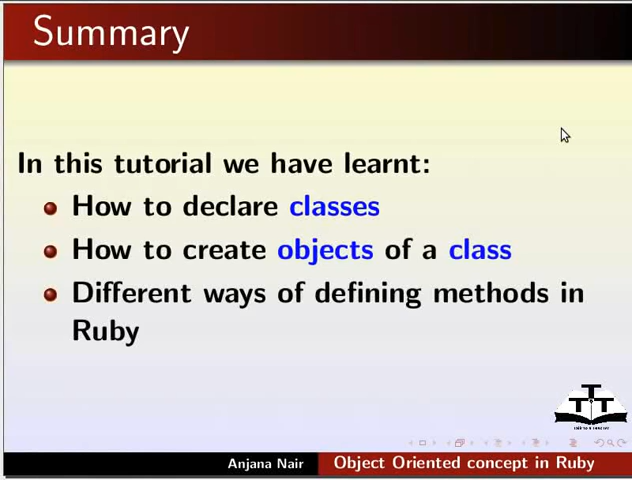 Summary
In this tutorial we have learnt:
How to declare classes
How to create objects of a class
Different ways of defining methods in
Ruby
TTT
Anjana Nair
Object Oriented concept in Ruby